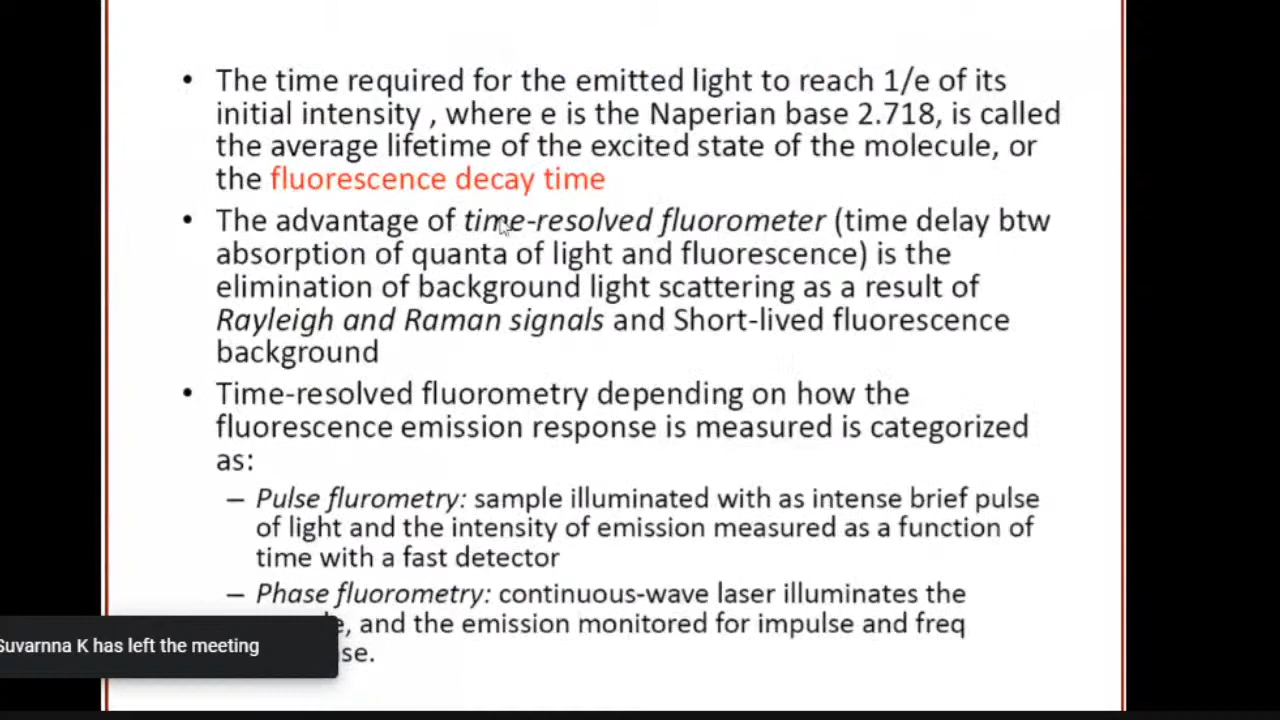 • The time required for the emitted light to reach 1/e of its
initial intensity , where e is the Naperian base 2.718, is called
the average lifetime of the excited state of the molecule, or
the fluorescence decay time
• The advantage of time-resolved fluorometer (time delay btw
absorption of quanta of light and fluorescence) is the
elimination of background light scattering as a result of
Rayleigh and Raman signals and Short-lived fluorescence
background
• Time-resolved fluorometry depending on how the
fluorescence emission response is measured is categorized
as:
– Pulse flurometry: sample illuminated with as intense brief pulse
of light and the intensity of emission measured as a function of
time with a fast detector
– Phase fluorometry: continuous-wave laser illuminates the
, and the emission monitored for impulse and freq
Suvarnna K has left the meeting